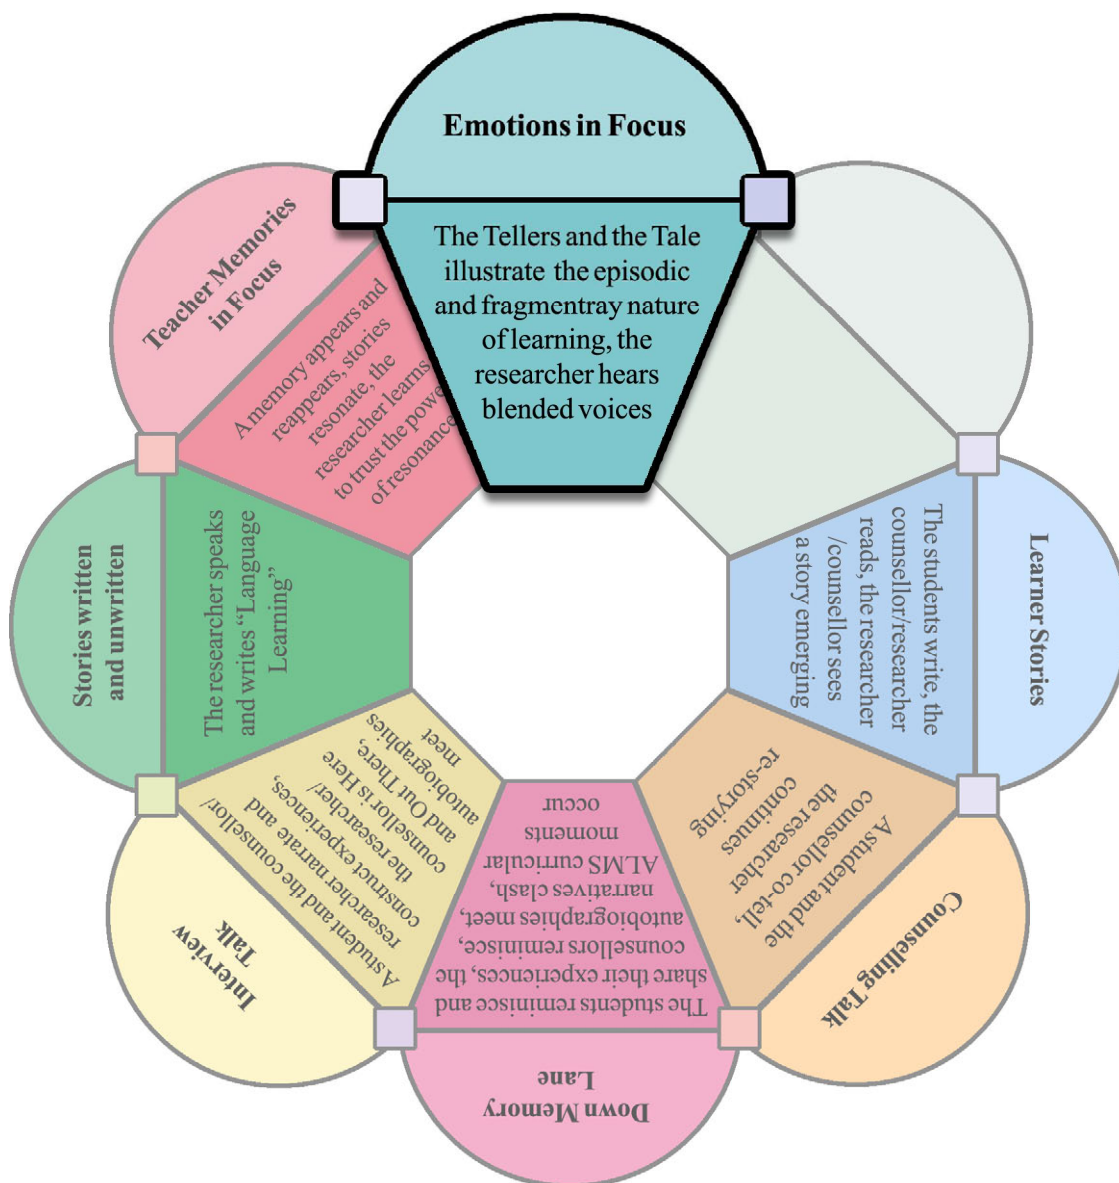 Emotions in Focus
The Tellers and the Tale
illustrate the episodic
and fragmentray nature
of learning, the
researcher hears
blended voices
Learner Stories
The students write, the
counsellor/researcher
reads, the researcher
/counsellor sees
a story emerging
Counselling Talk
A student and the
counsellor co-tell,
the researcher
continues
re-storying
Down Memory
Lane
The students reminisce and
share their experiences, the
counsellors reminisce,
autobiographies meet,
narratives clash,
ALMS curricular
moments
occur
Interview
Talk
A student and the counsellor/
researcher narrate and
construct experiences,
the researcher/
counsellor is Here
and Out There,
autobiographies
meet
Stories written
and unwritten
The researcher speaks
and writes “Language
Learning”
Teacher Memories
in Focus
A memory appears and
reappears, stories
resonate, the
researcher learns
to trust the power
of resonance